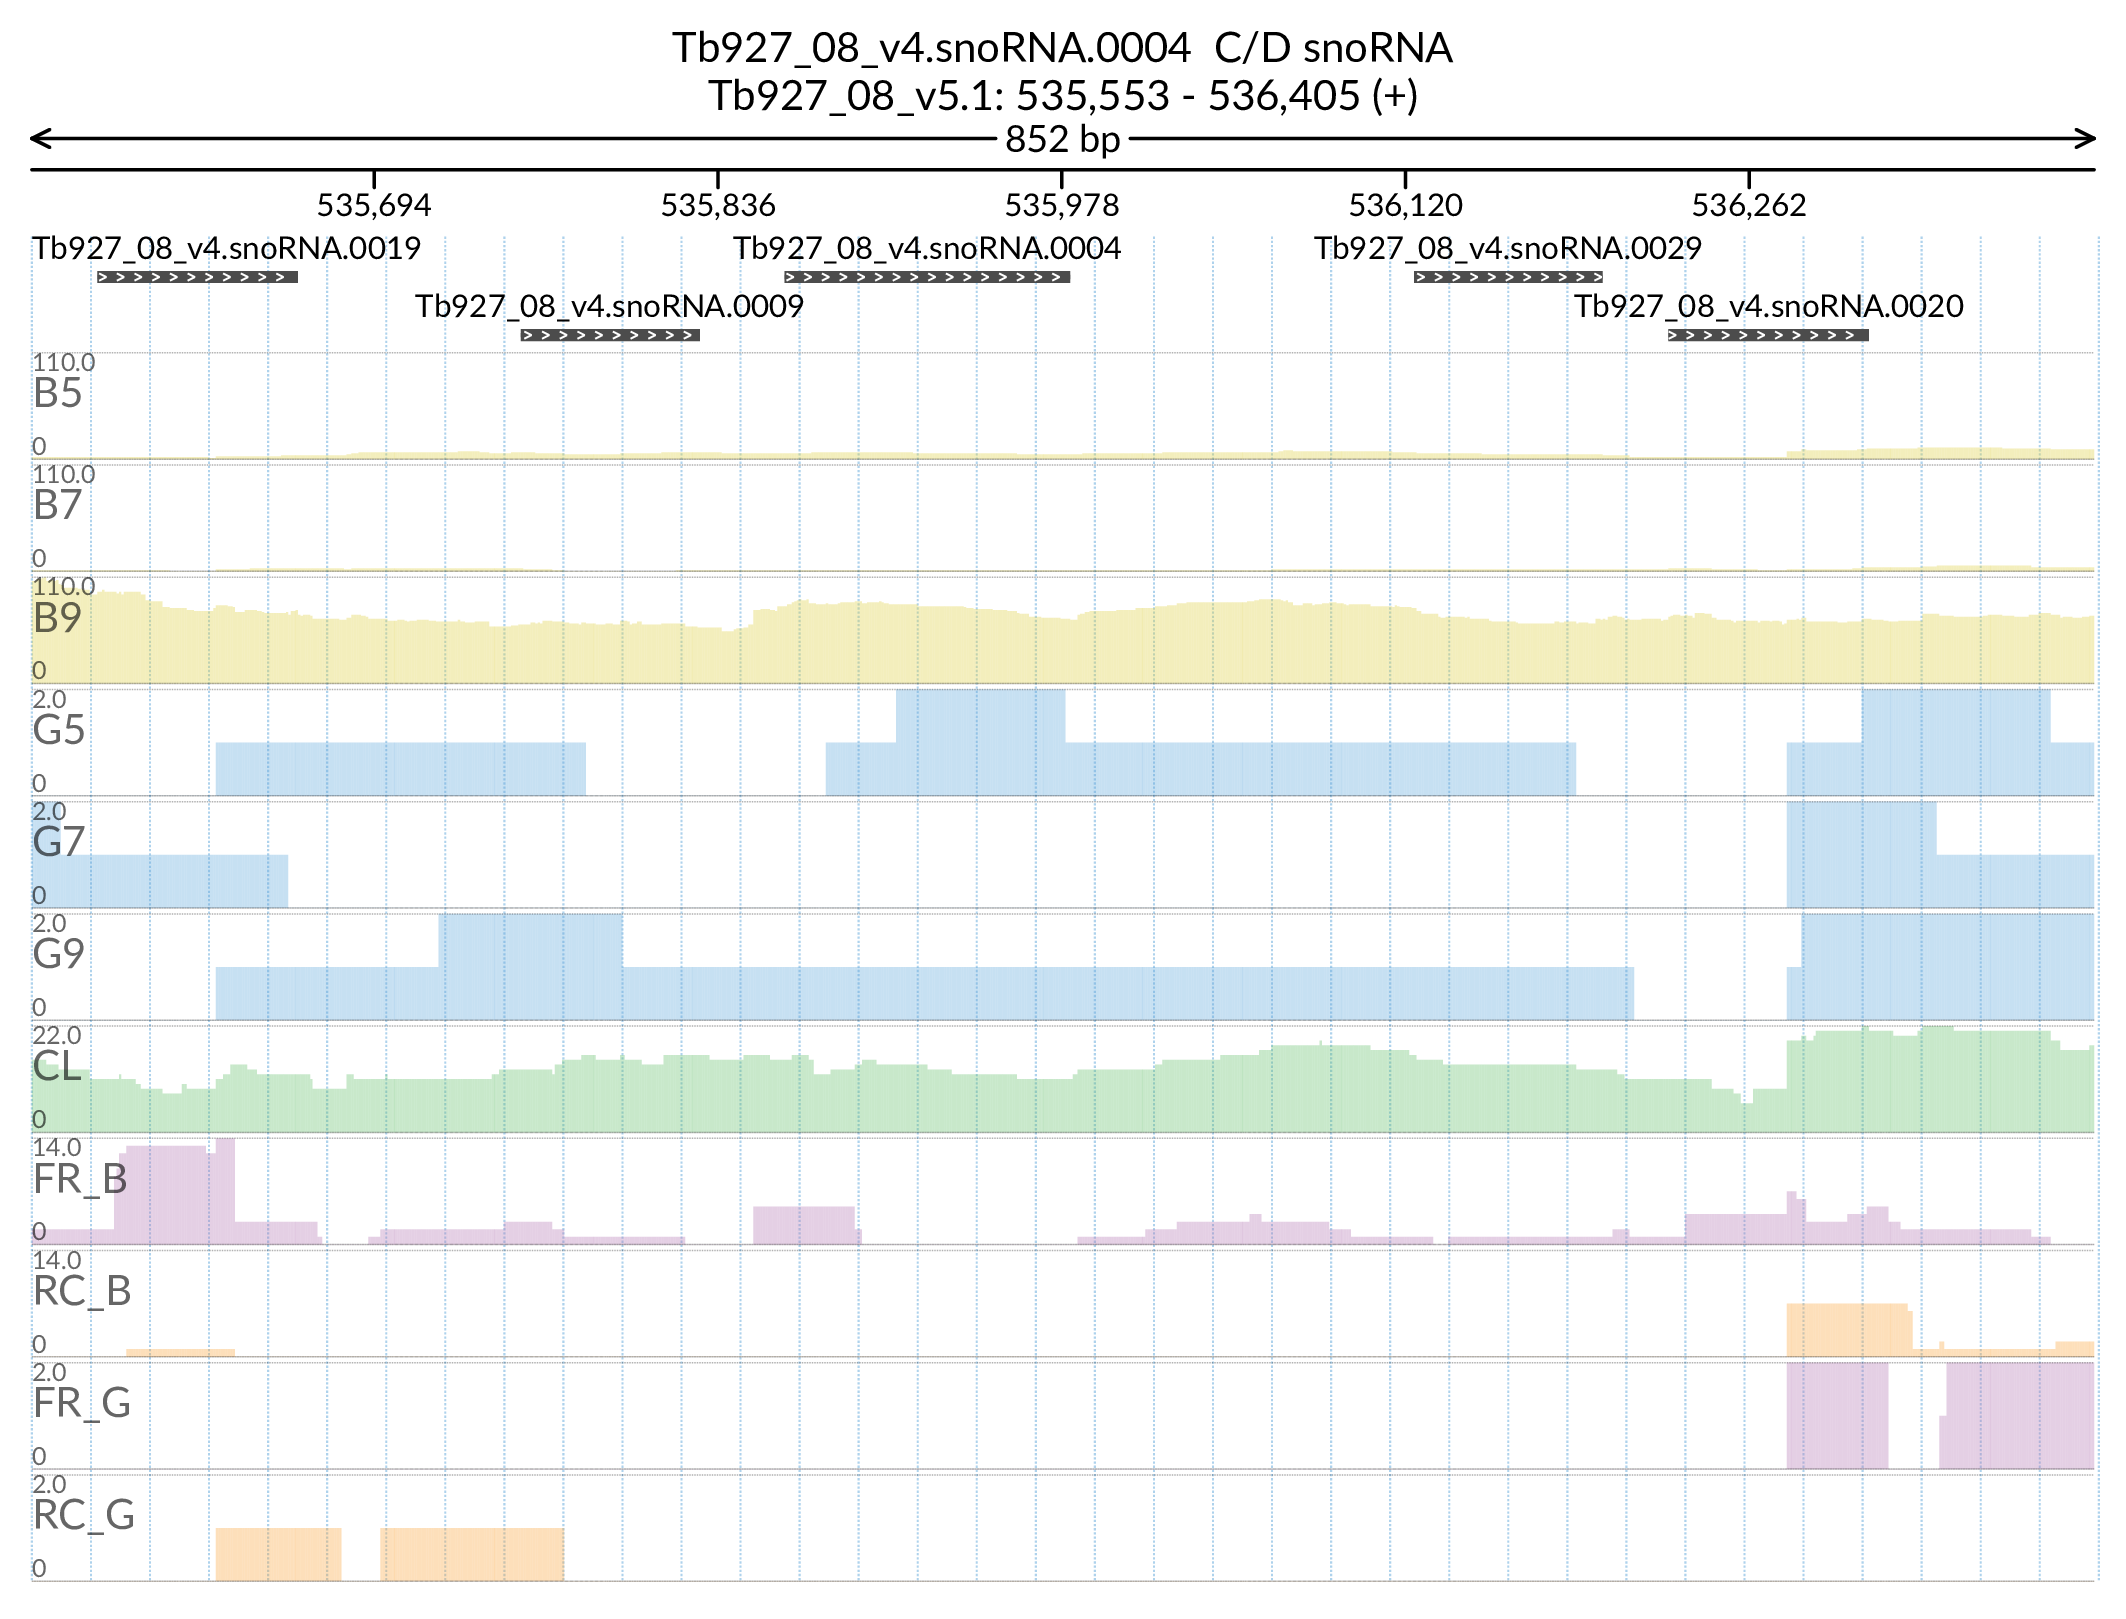 Tb927_08_v4.snoRNA.0004  C/D snoRNA
Tb927_08_v5.1: 535,553 - 536,405 (+)
852 bp
535,694 535,836 535,978 536,120 536,262
Tb927_08_v4.snoRNA.0019 Tb927_08_v4.snoRNA.0004 Tb927_08_v4.snoRNA.0029
Tb927_08_v4.snoRNA.0009 Tb927_08_v4.snoRNA.0020
110.0
B5
0
110.0
B7
0
110.0
B9
0
2.0
G5
0
2.0
G7
0
2.0
G9
0
22.0
CL
0
14.0
FR_B
0
14.0
RC_B
0
2.0
FR_G
0
2.0
RC_G
0